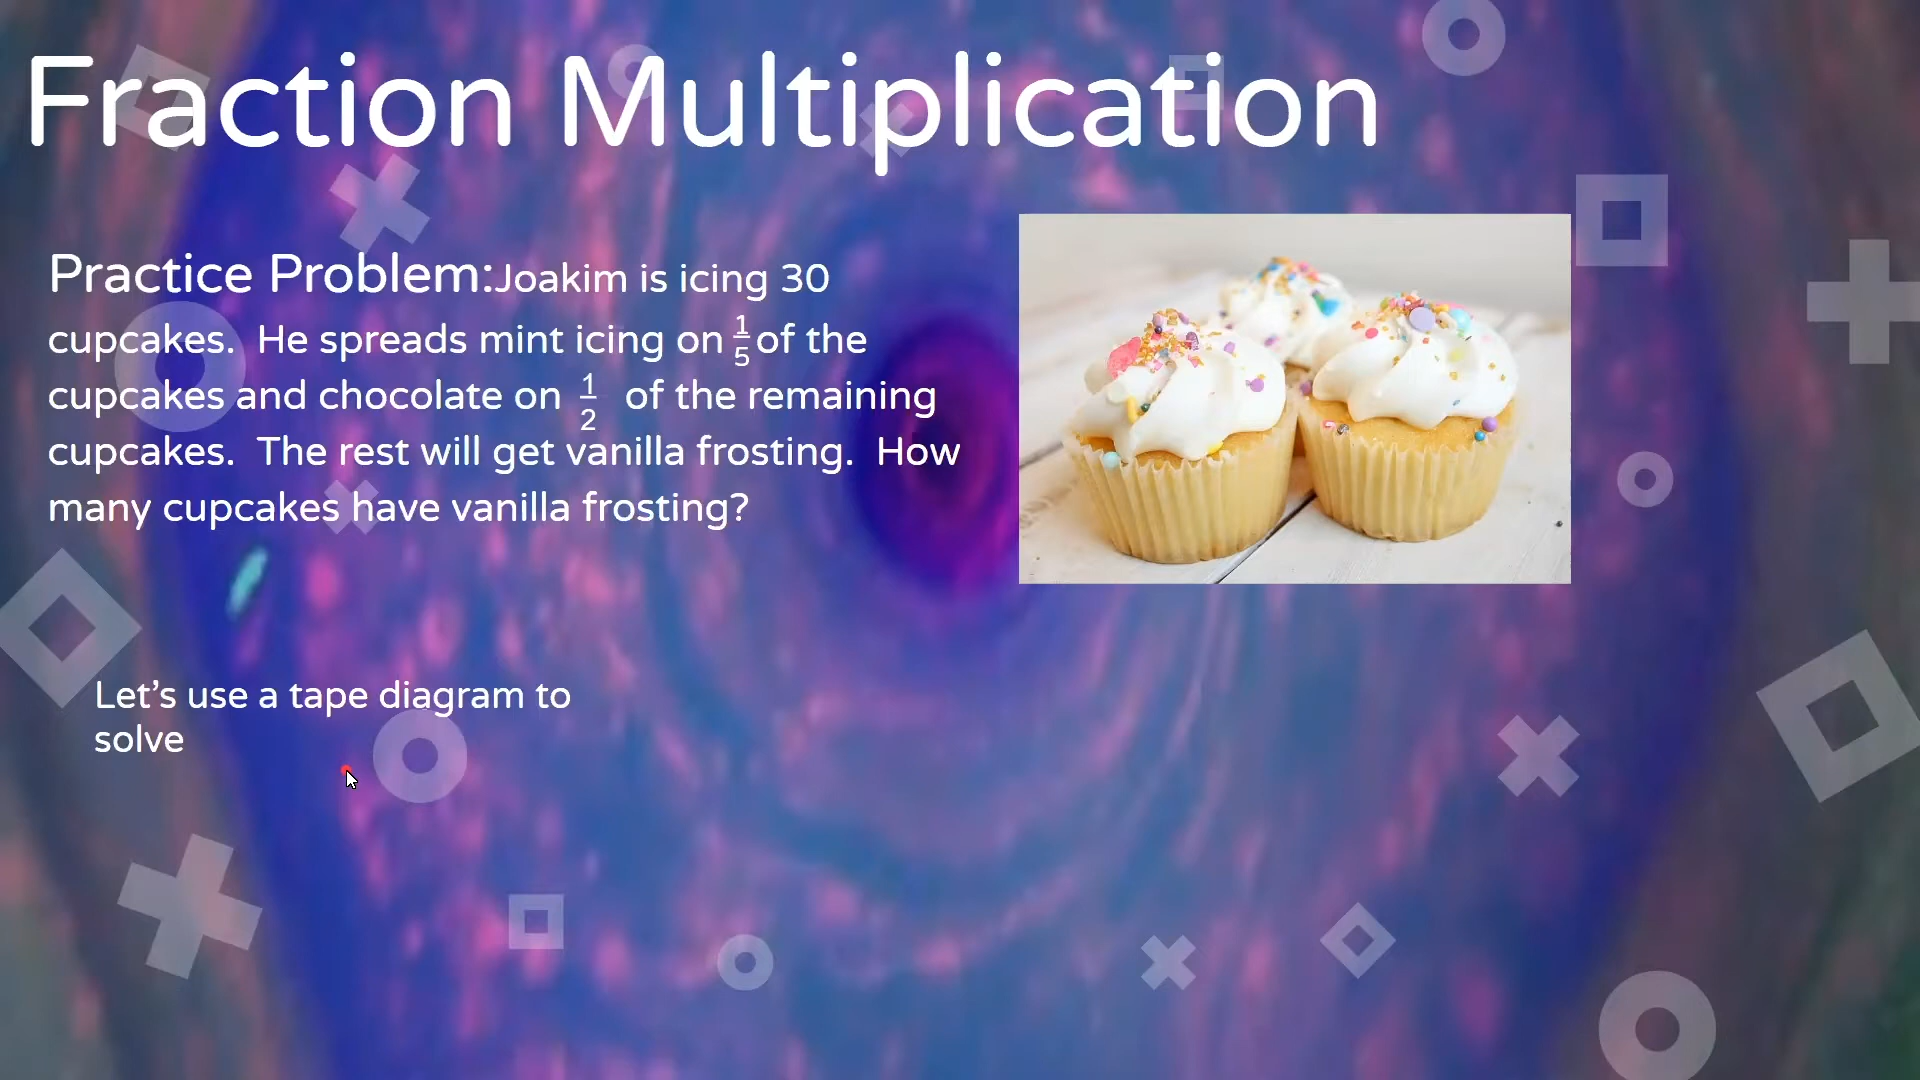 Fraction Multiplication
Practice Problem:Joakim is icing 30
cupcakes.  He spreads mint icing on 1/5 of the
cupcakes and chocolate on 1/2 of the remaining
cupcakes.  The rest will get vanilla frosting.  How
many cupcakes have vanilla frosting?
Let’s use a tape diagram to
solve